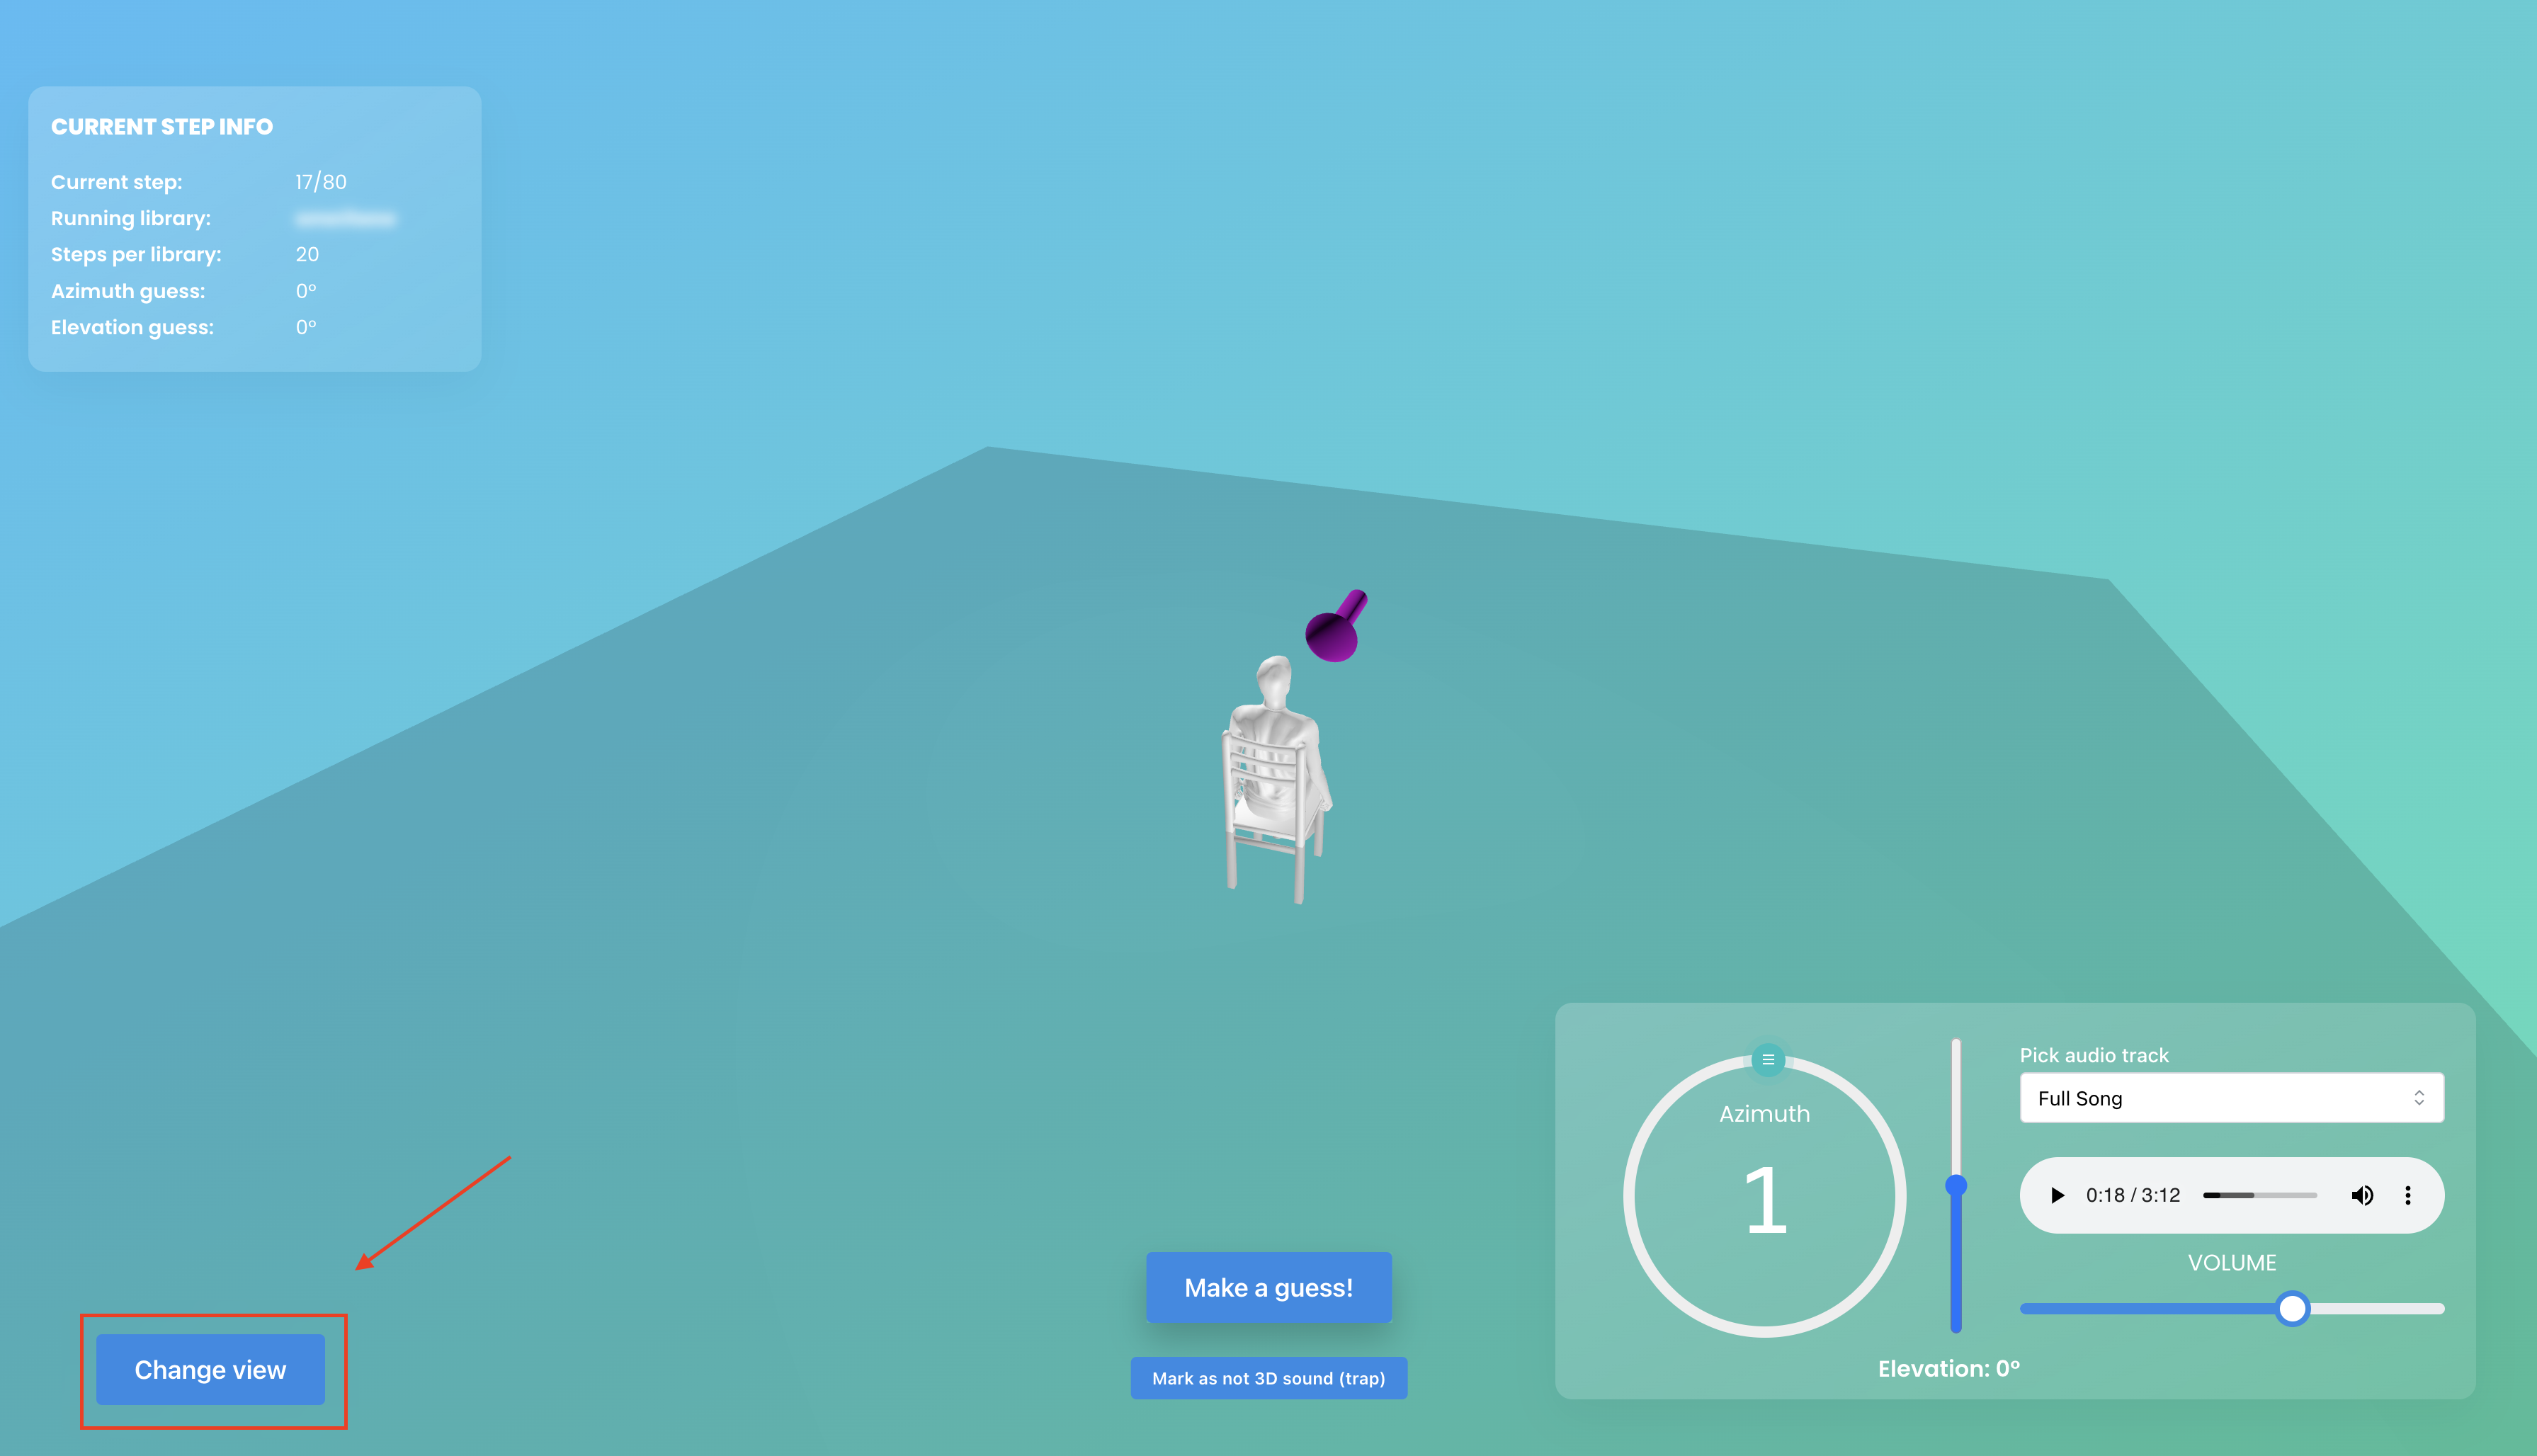 CURRENT STEP INFO
Current step: 17/80
Running library:
Steps per library: 20
Azimuth guess: 0°
Elevation guess: 0°
Pick audio track
Full Song
Azimuth
1
0:18 / 3:12
VOLUME
Make a guess!
Change view
Elevation: 0°
Mark as not 3D sound (trap)